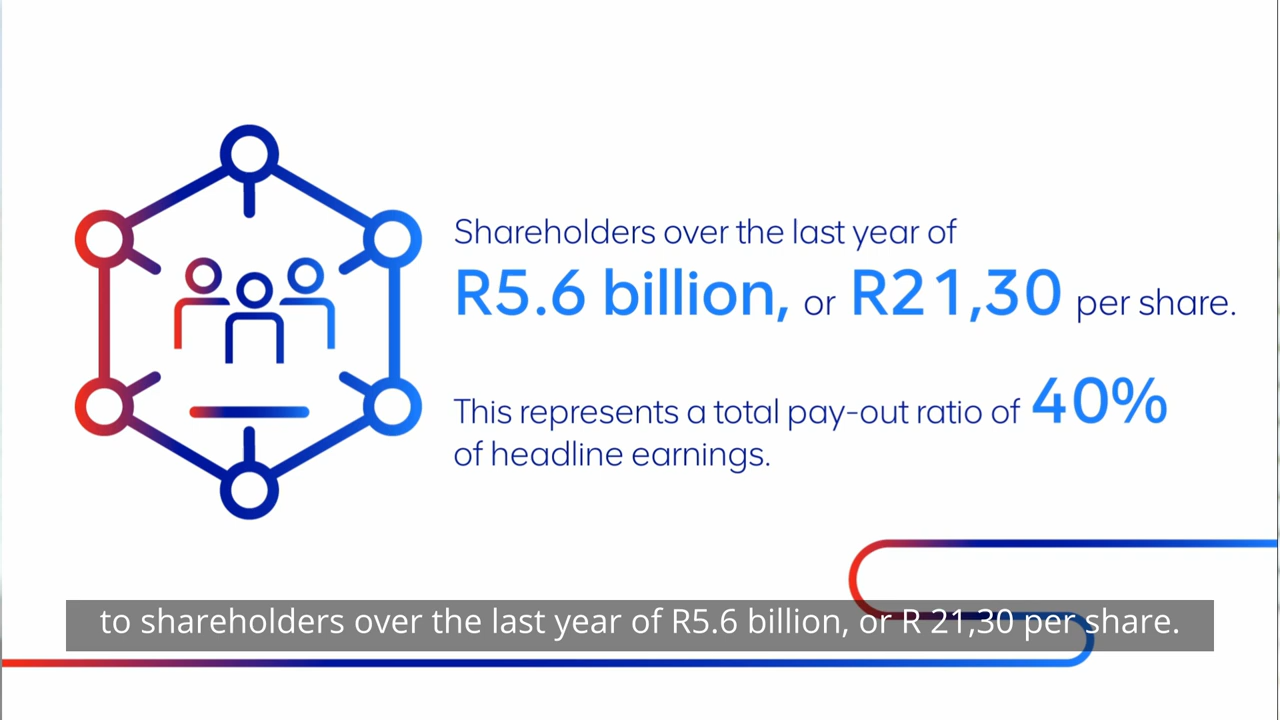 Shareholders over the last year of
R5.6 billion, or R21,30 per share.
This represents a total pay-out ratio of 40%
of headline earnings.
to shareholders over the last year of R5.6 billion, or R 21,30 per share.